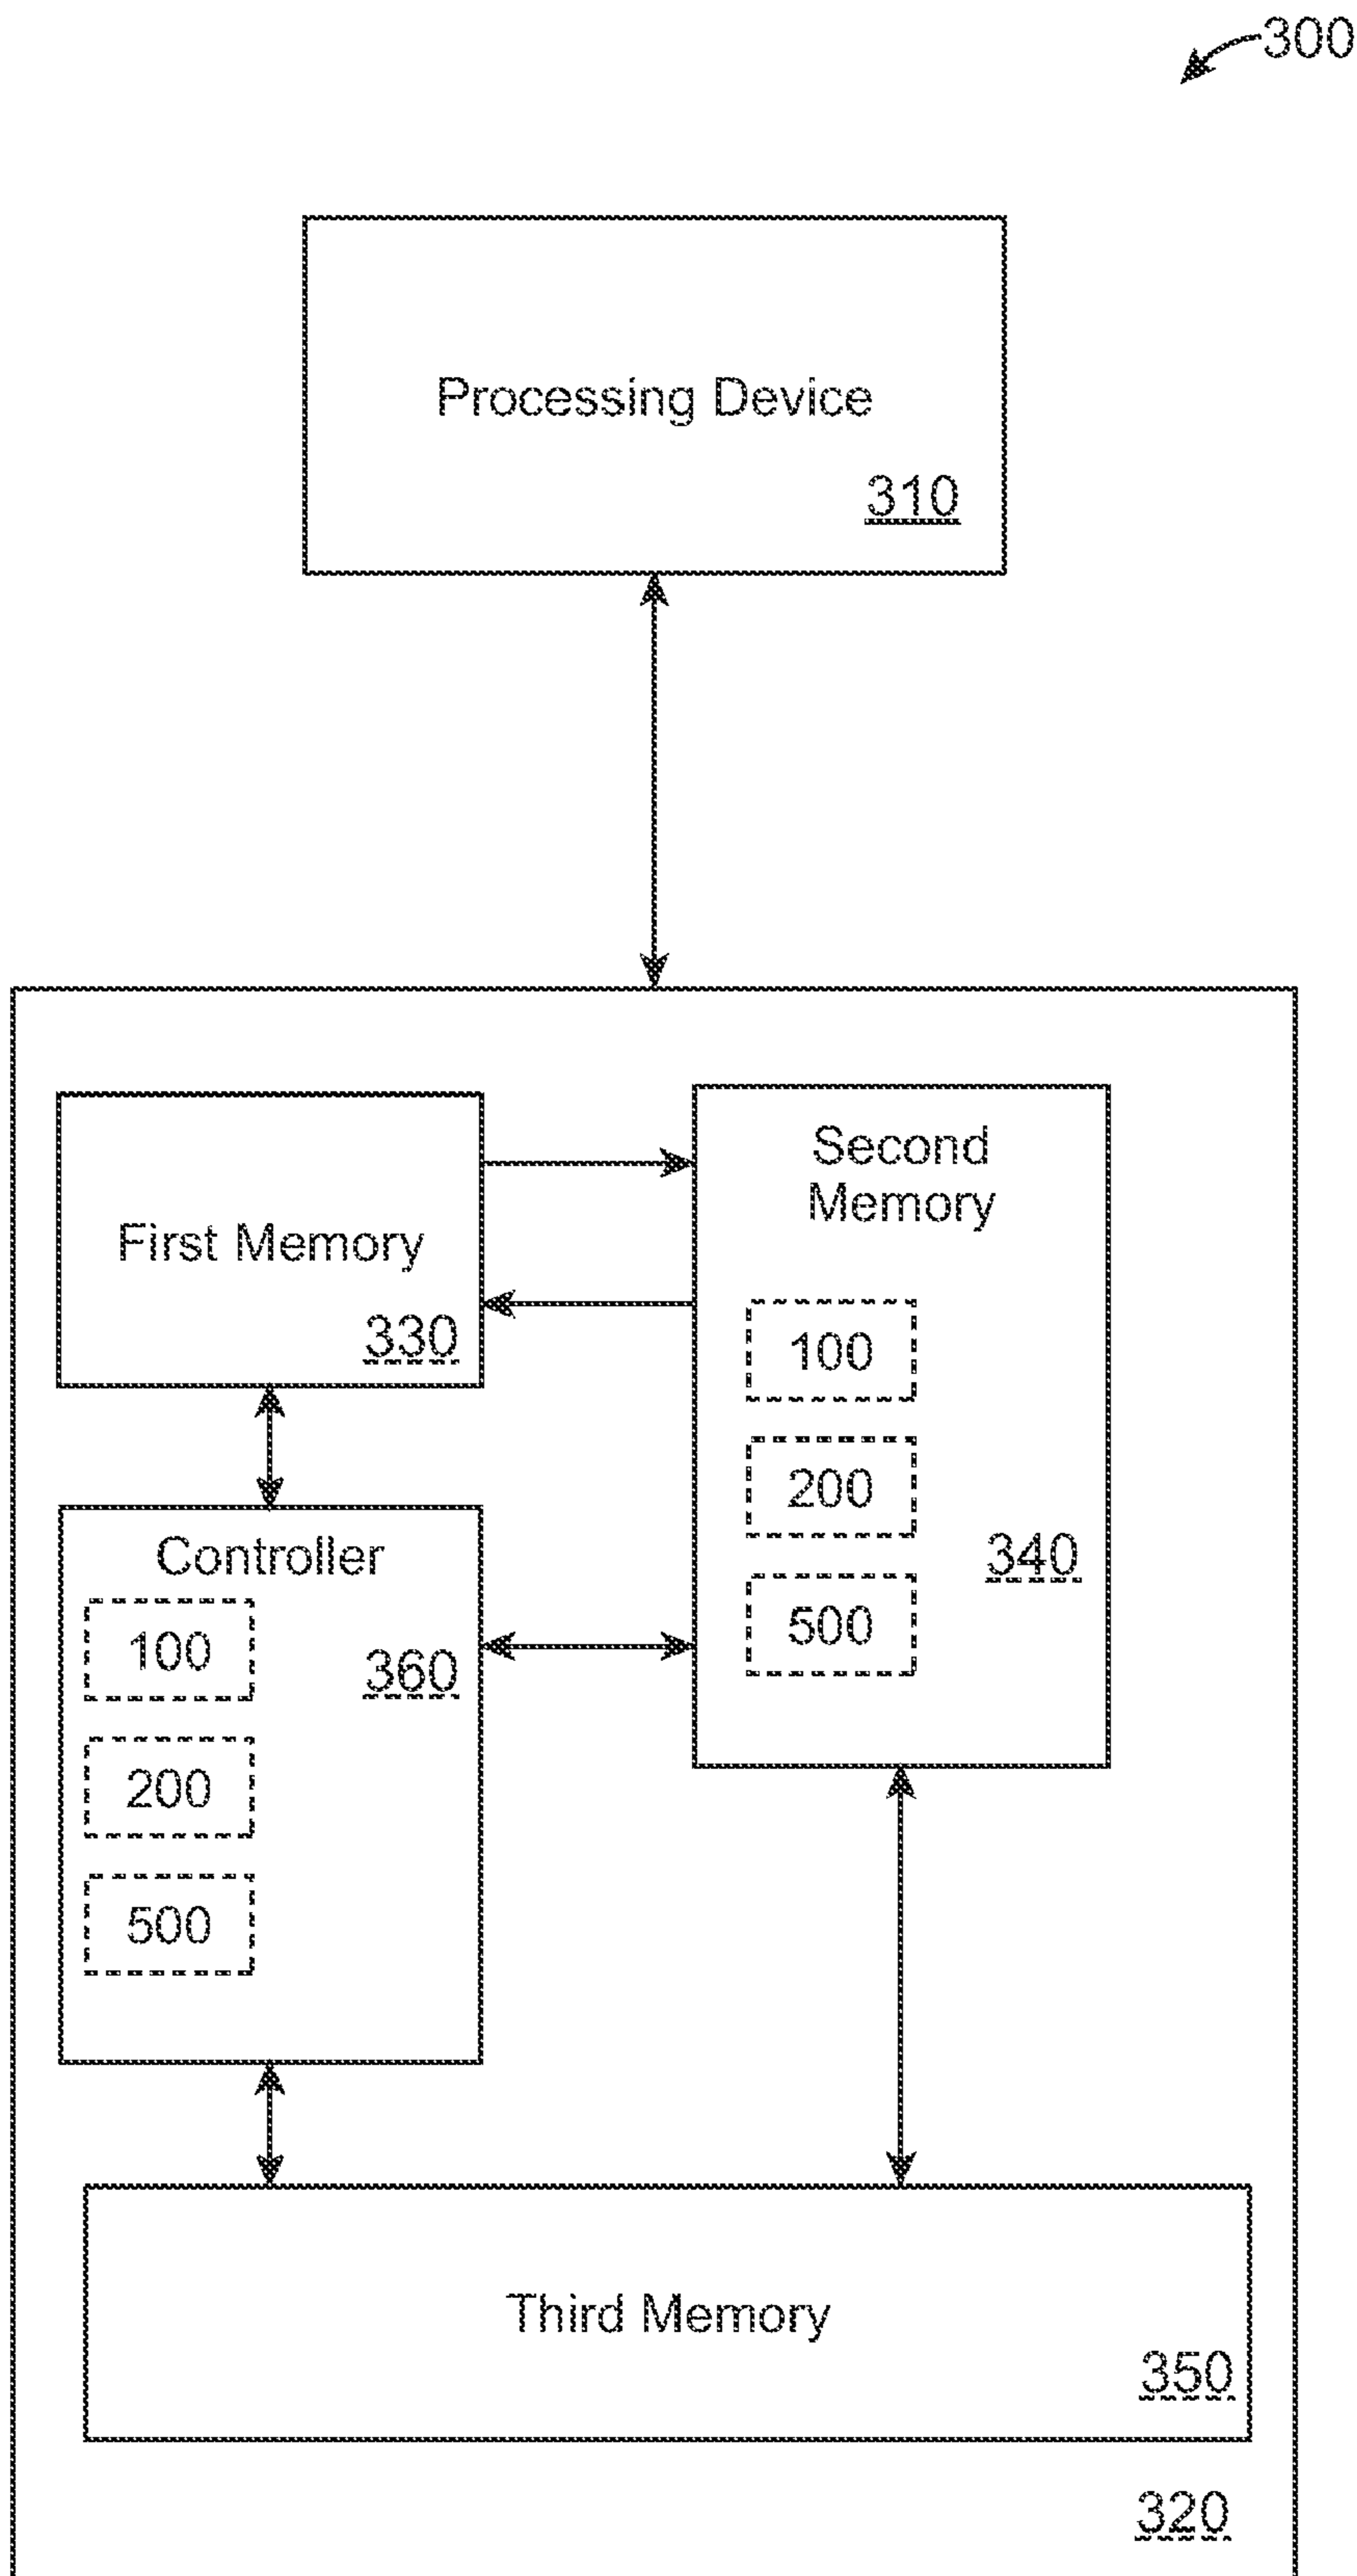 300
Processing Device
310
First Memory
330
Second
Memory
100
200
500
340
Controller
100
200
500
360
Third Memory
350
320